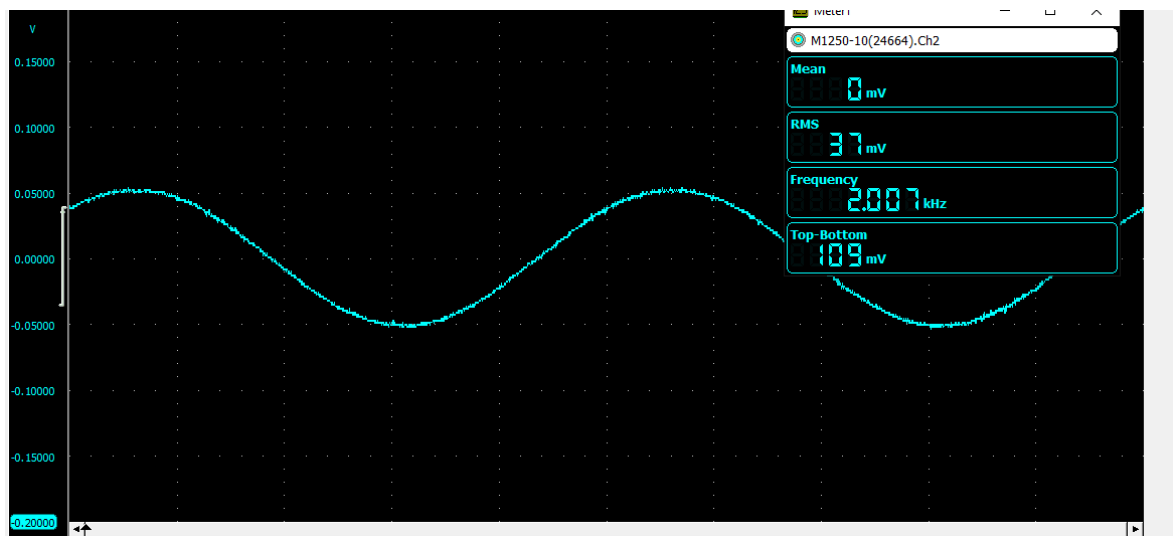 V
0.15000
0.10000
0.05000
0.00000
-0.05000
-0.10000
-0.15000
-0.20000
Meter1
M1250-10(24664).Ch2
Mean
0 mV
RMS
37 mV
Frequency
2.007 kHz
Top-Bottom
109 mV